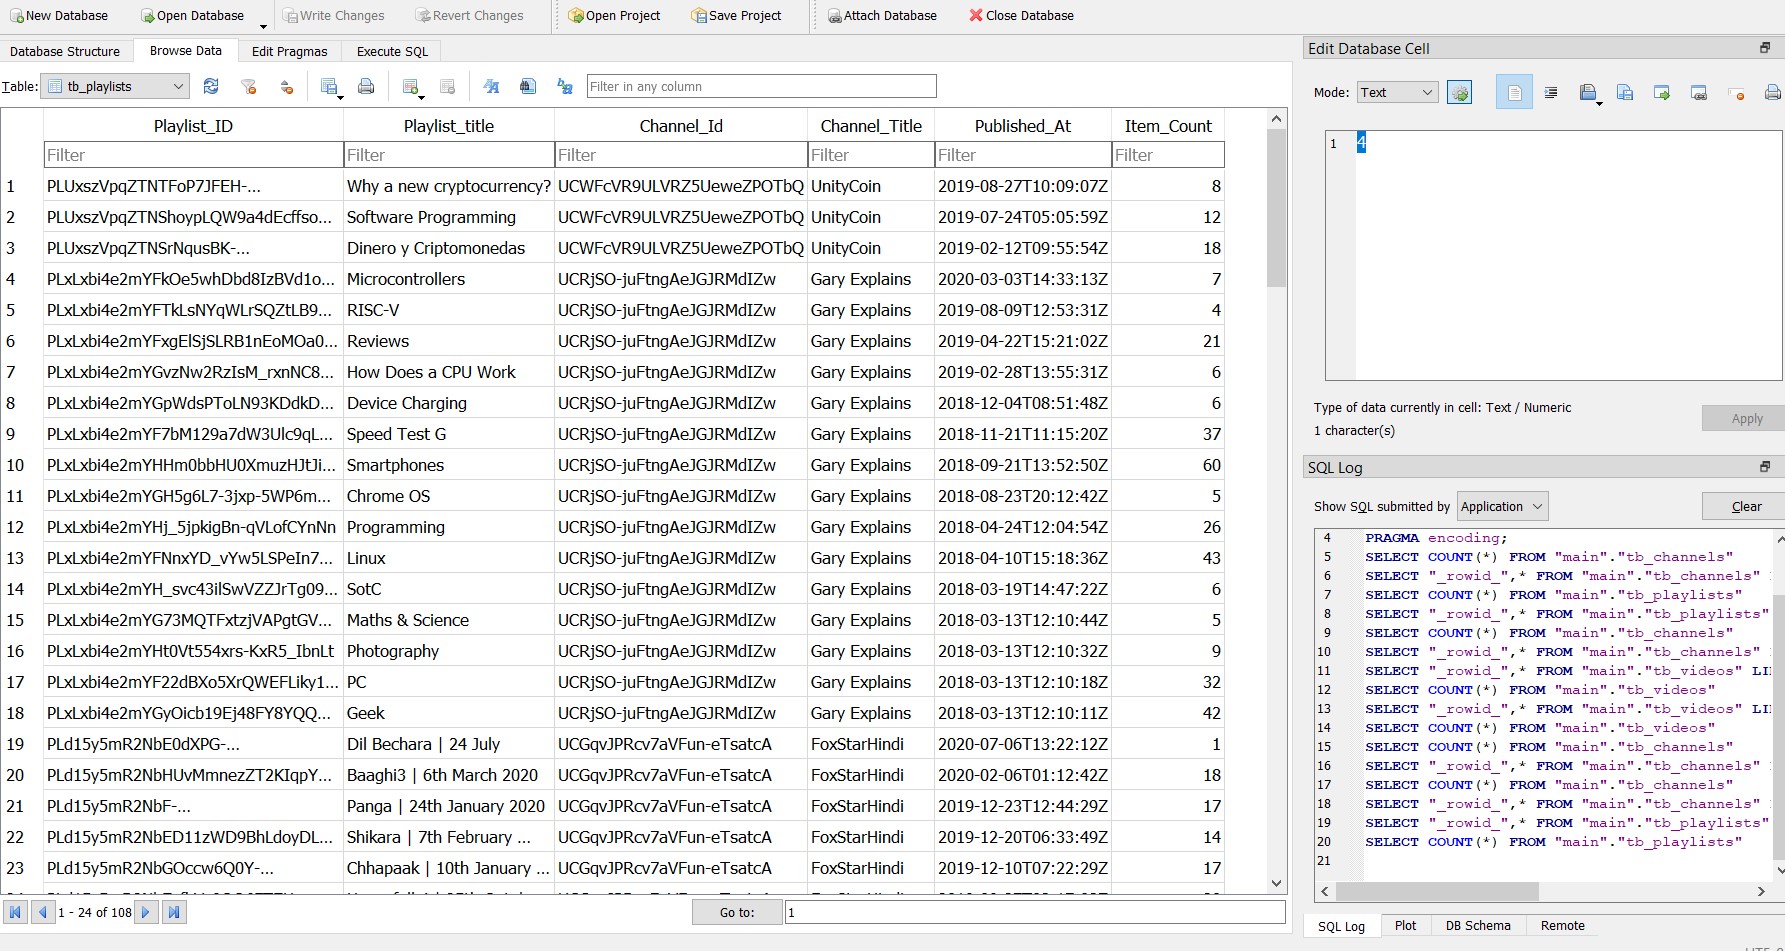 New Database Open Database Write Changes Revert Changes Open Project Save Project Attach Database Close Database
Database Structure Browse Data Edit Pragmas Execute SQL
Table: tb_playlists Filter in any column
Playlist_ID Playlist_title Channel_Id Channel_Title Published_At Item_Count
Filter Filter Filter Filter Filter Filter
1 PLUxszVpqZTNTFoP7JFEH-... Why a new cryptocurrency? UCWFcVR9ULVRZ5UeweZPOTbQ UnityCoin 2019-08-27T10:09:07Z 8
2 PLUxszVpqZTNShoypLQW9a4dEcffso... Software Programming UCWFcVR9ULVRZ5UeweZPOTbQ UnityCoin 2019-07-24T05:05:59Z 12
3 PLUxszVpqZTNSrNqusBK-... Dinero y Criptomonedas UCWFcVR9ULVRZ5UeweZPOTbQ UnityCoin 2019-02-12T09:55:54Z 18
4 PLxLxbi4e2mYFkOe5whDbd8IzBVd1o... Microcontrollers UCRjSO-juFtngAeJGJRMdIZw Gary Explains 2020-03-03T14:33:13Z 7
5 PLxLxbi4e2mYFTkLsNYqWLrSQZtLB9... RISC-V UCRjSO-juFtngAeJGJRMdIZw Gary Explains 2019-08-09T12:53:31Z 4
6 PLxLxbi4e2mYFxgElSjSLRB1nEoMOa0... Reviews UCRjSO-juFtngAeJGJRMdIZw Gary Explains 2019-04-22T15:21:02Z 21
7 PLxLxbi4e2mYGvzNw2RzIsM_rxnNC8... How Does a CPU Work UCRjSO-juFtngAeJGJRMdIZw Gary Explains 2019-02-28T13:55:31Z 6
8 PLxLxbi4e2mYGpWdsPToLN93KDdkD... Device Charging UCRjSO-juFtngAeJGJRMdIZw Gary Explains 2018-12-04T08:51:48Z 6
9 PLxLxbi4e2mYF7bM129a7dW3Ulc9qL... Speed Test G UCRjSO-juFtngAeJGJRMdIZw Gary Explains 2018-11-21T11:15:20Z 37
10 PLxLxbi4e2mYHHm0bbHU0XmuzHJtJi... Smartphones UCRjSO-juFtngAeJGJRMdIZw Gary Explains 2018-09-21T13:52:50Z 60
11 PLxLxbi4e2mYGH5g6L7-3jxp-5WP6m... Chrome OS UCRjSO-juFtngAeJGJRMdIZw Gary Explains 2018-08-23T20:12:42Z 5
12 PLxLxbi4e2mYHj_5jpkigBn-qVLofCYnNn Programming UCRjSO-juFtngAeJGJRMdIZw Gary Explains 2018-04-24T12:04:54Z 26
13 PLxLxbi4e2mYFNnxYD_vYw5LSPeIn7... Linux UCRjSO-juFtngAeJGJRMdIZw Gary Explains 2018-04-10T15:18:36Z 43
14 PLxLxbi4e2mYH_svc43ilSwVZZJrTg09... SotC UCRjSO-juFtngAeJGJRMdIZw Gary Explains 2018-03-19T14:47:22Z 6
15 PLxLxbi4e2mYG73MQTFxtzjVAPgtGV... Maths & Science UCRjSO-juFtngAeJGJRMdIZw Gary Explains 2018-03-13T12:10:44Z 5
16 PLxLxbi4e2mYHt0Vt554xrs-KxR5_IbnLt Photography UCRjSO-juFtngAeJGJRMdIZw Gary Explains 2018-03-13T12:10:32Z 9
17 PLxLxbi4e2mYF22dBXo5XrQWEFLiky1... PC UCRjSO-juFtngAeJGJRMdIZw Gary Explains 2018-03-13T12:10:18Z 32
18 PLxLxbi4e2mYGyOicb19Ej48FY8YQQ... Geek UCRjSO-juFtngAeJGJRMdIZw Gary Explains 2018-03-13T12:10:11Z 42
19 PLd15y5mR2NbE0dXPG-... Dil Bechara | 24 July UCGqvJPRcv7aVFun-eTsatcA FoxStarHindi 2020-07-06T13:22:12Z 1
20 PLd15y5mR2NbHUvMmnezZT2KIqpY... Baaghi3 | 6th March 2020 UCGqvJPRcv7aVFun-eTsatcA FoxStarHindi 2020-02-06T01:12:42Z 18
21 PLd15y5mR2NbF-... Panga | 24th January 2020 UCGqvJPRcv7aVFun-eTsatcA FoxStarHindi 2019-12-23T12:44:29Z 17
22 PLd15y5mR2NbED11zWD9BhLdoyDL... Shikara | 7th February ... UCGqvJPRcv7aVFun-eTsatcA FoxStarHindi 2019-12-20T06:33:49Z 14
23 PLd15y5mR2NbGOccw6Q0Y-... Chhapaak | 10th January ... UCGqvJPRcv7aVFun-eTsatcA FoxStarHindi 2019-12-10T07:22:29Z 17
1 - 24 of 108 Go to: 1
Edit Database Cell
Mode: Text
1 4
Type of data currently in cell: Text / Numeric
1 character(s)
Apply
SQL Log
Show SQL submitted by Application Clear
4 PRAGMA encoding;
5 SELECT COUNT(*) FROM "main"."tb_channels"
6 SELECT "_rowid_",* FROM "main"."tb_channels"
7 SELECT COUNT(*) FROM "main"."tb_playlists"
8 SELECT "_rowid_",* FROM "main"."tb_playlists"
9 SELECT COUNT(*) FROM "main"."tb_channels"
10 SELECT "_rowid_",* FROM "main"."tb_channels"
11 SELECT "_rowid_",* FROM "main"."tb_videos" LI
12 SELECT COUNT(*) FROM "main"."tb_videos"
13 SELECT "_rowid_",* FROM "main"."tb_videos" LI
14 SELECT COUNT(*) FROM "main"."tb_videos"
15 SELECT COUNT(*) FROM "main"."tb_channels"
16 SELECT "_rowid_",* FROM "main"."tb_channels"
17 SELECT COUNT(*) FROM "main"."tb_channels"
18 SELECT "_rowid_",* FROM "main"."tb_channels"
19 SELECT "_rowid_",* FROM "main"."tb_playlists"
20 SELECT COUNT(*) FROM "main"."tb_playlists"
21
SQL Log Plot DB Schema Remote